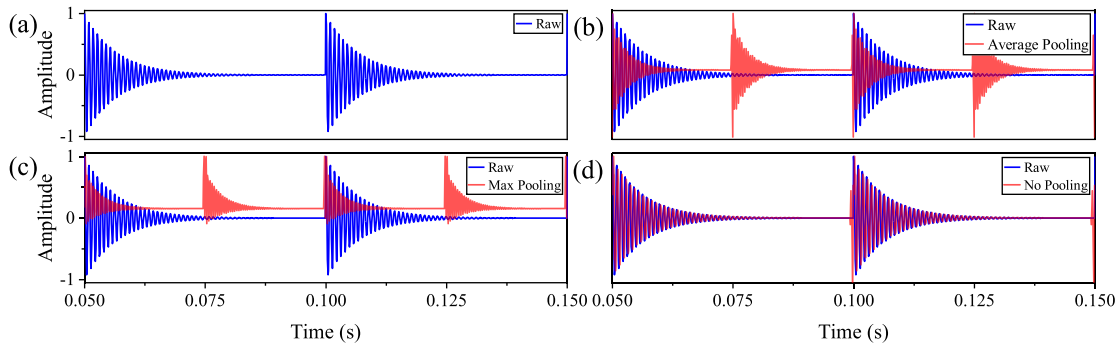 (a)
Amplitude
1
0
-1
Raw
(b)
Raw
Average Pooling
(c)
Amplitude
1
0
-1
Raw
Max Pooling
0.050
0.075
0.100
0.125
0.150
Time (s)
(d)
Raw
No Pooling
0.050
0.075
0.100
0.125
0.150
Time (s)